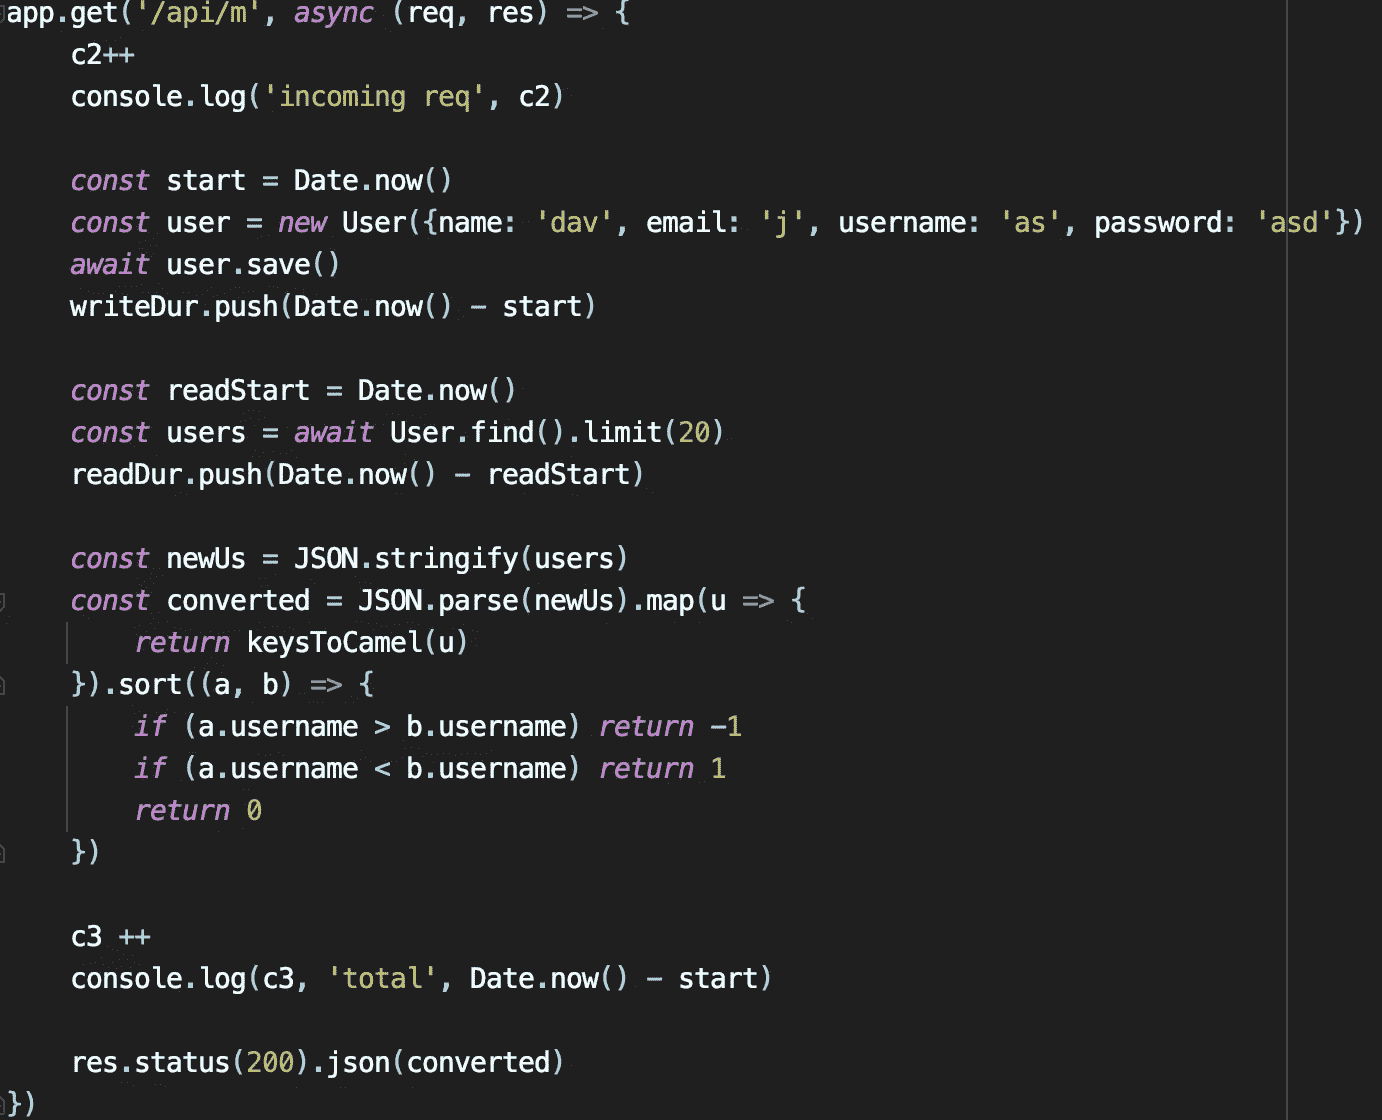 app.get('/api/m', async (req, res) => {
    c2++
    console.log('incoming req', c2)

    const start = Date.now()
    const user = new User({name: 'dav', email: 'j', username: 'as', password: 'asd'})
    await user.save()
    writeDur.push(Date.now() - start)

    const readStart = Date.now()
    const users = await User.find().limit(20)
    readDur.push(Date.now() - readStart)

    const newUs = JSON.stringify(users)
    const converted = JSON.parse(newUs).map(u => {
        return keysToCamel(u)
    }).sort((a, b) => {
        if (a.username > b.username) return -1
        if (a.username < b.username) return 1
        return 0
    })

    c3 ++
    console.log(c3, 'total', Date.now() - start)

    res.status(200).json(converted)
})